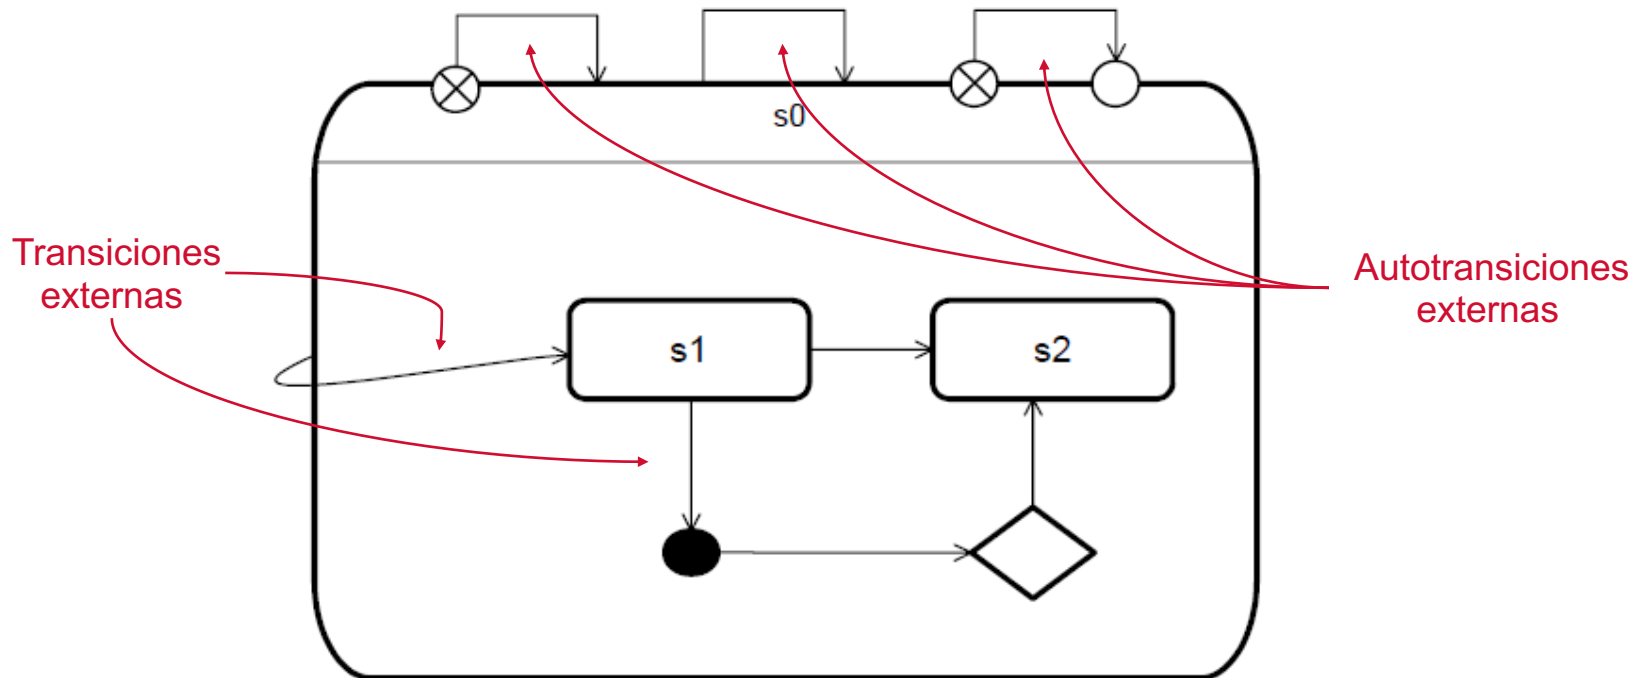 s0
Transiciones
externas
Autotransiciones
externas
s1
s2